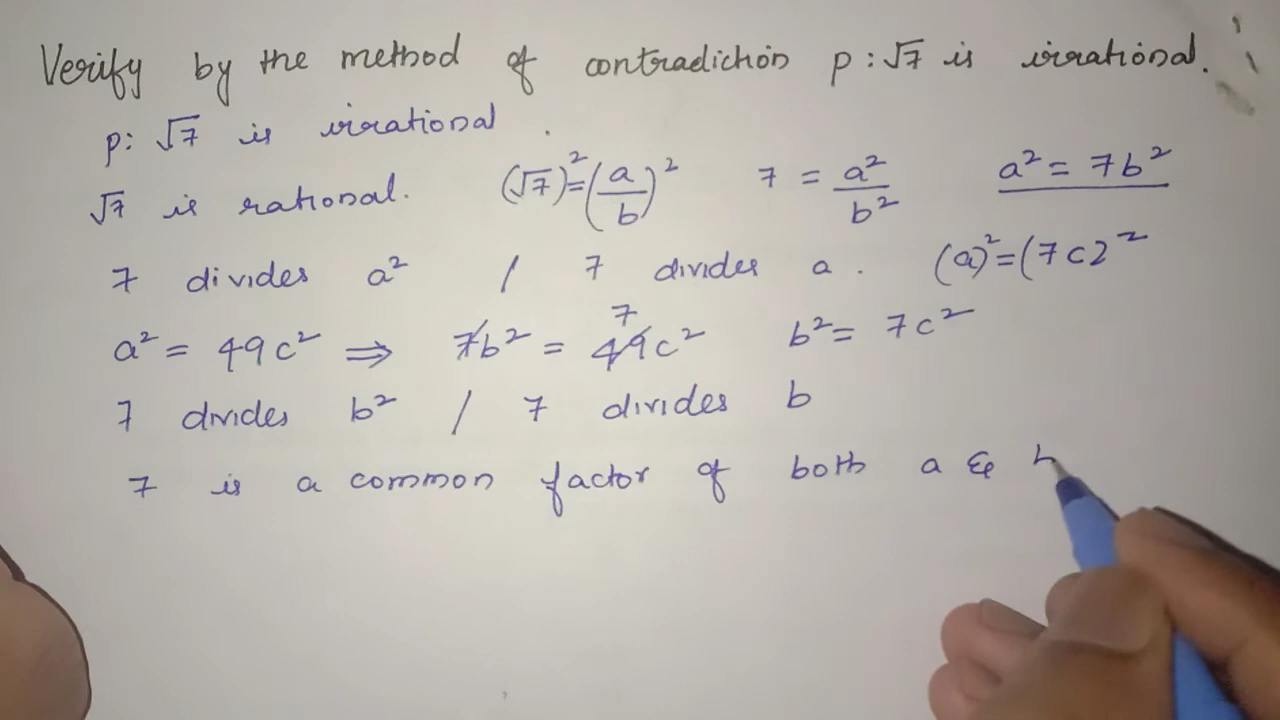 Verify by the method of contradiction p : √7 is irrational.
p: √7 is irrational .
√7 is rational. (√7)² = (a/b)² 7 = a²/b² a² = 7b²
7 divides a² / 7 divides a . (a)² = (7c)²
a² = 49c² ⇒ 7b² = 49c² 7 b² = 7c²
7 divides b² / 7 divides b
7 is a common factor of both a & b